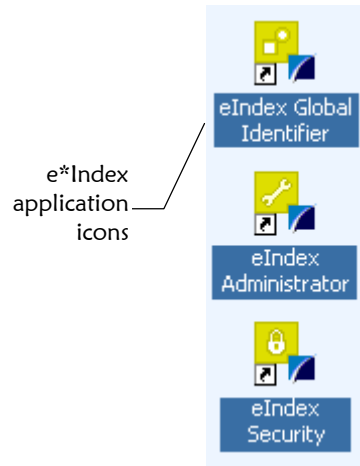 e*Index
application
icons
eIndex Global
Identifier
eIndex
Administrator
eIndex
Security